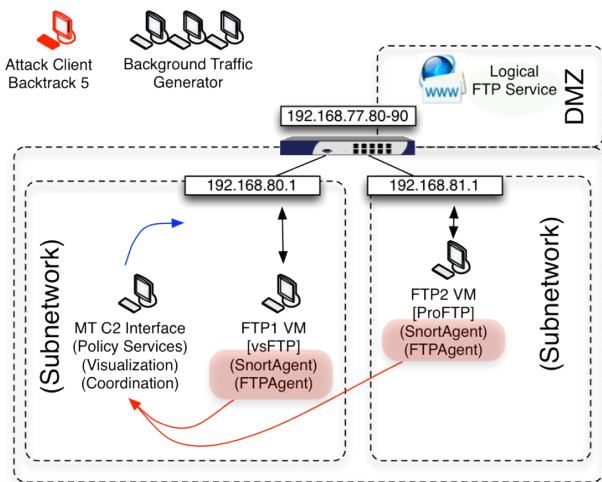 Attack Client
Backtrack 5
Background Traffic
Generator
WWW
Logical
FTP Service
DMZ
192.168.77.80-90
192.168.80.1
192.168.81.1
(Subnetwork)
MT C2 Interface
(Policy Services)
(Visualization)
(Coordination)
FTP1 VM
[vsFTP]
(SnortAgent)
(FTPAgent)
FTP2 VM
[ProFTP]
(SnortAgent)
(FTPAgent)
(Subnetwork)